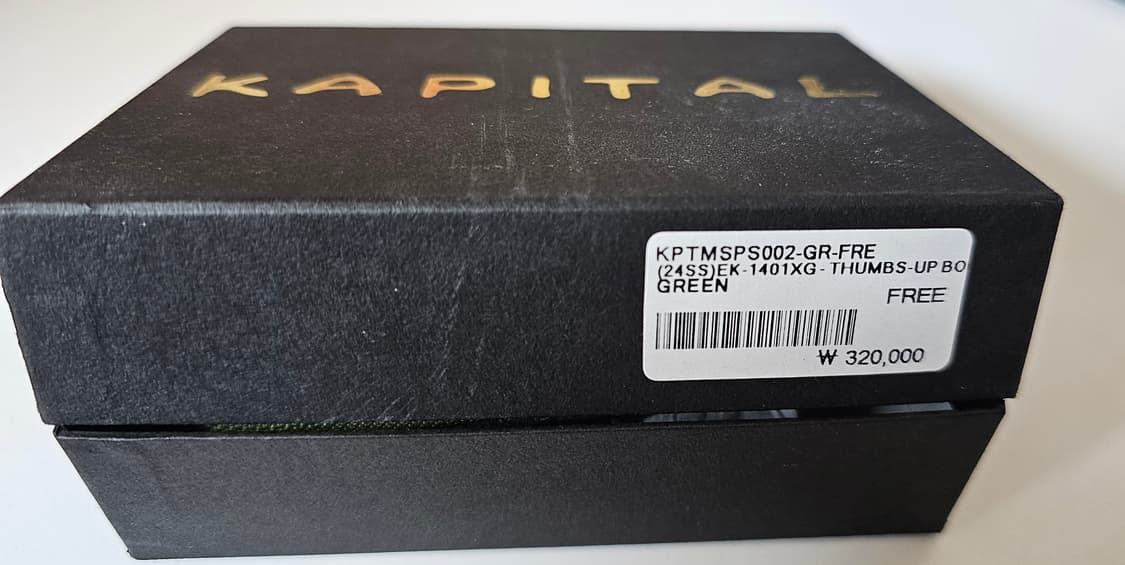 KAPITAL
KPTMSPS002-GR-FRE
(24SS)EK-1401XG-THUMBS-UP BO
GREEN
FREE
₩ 320,000